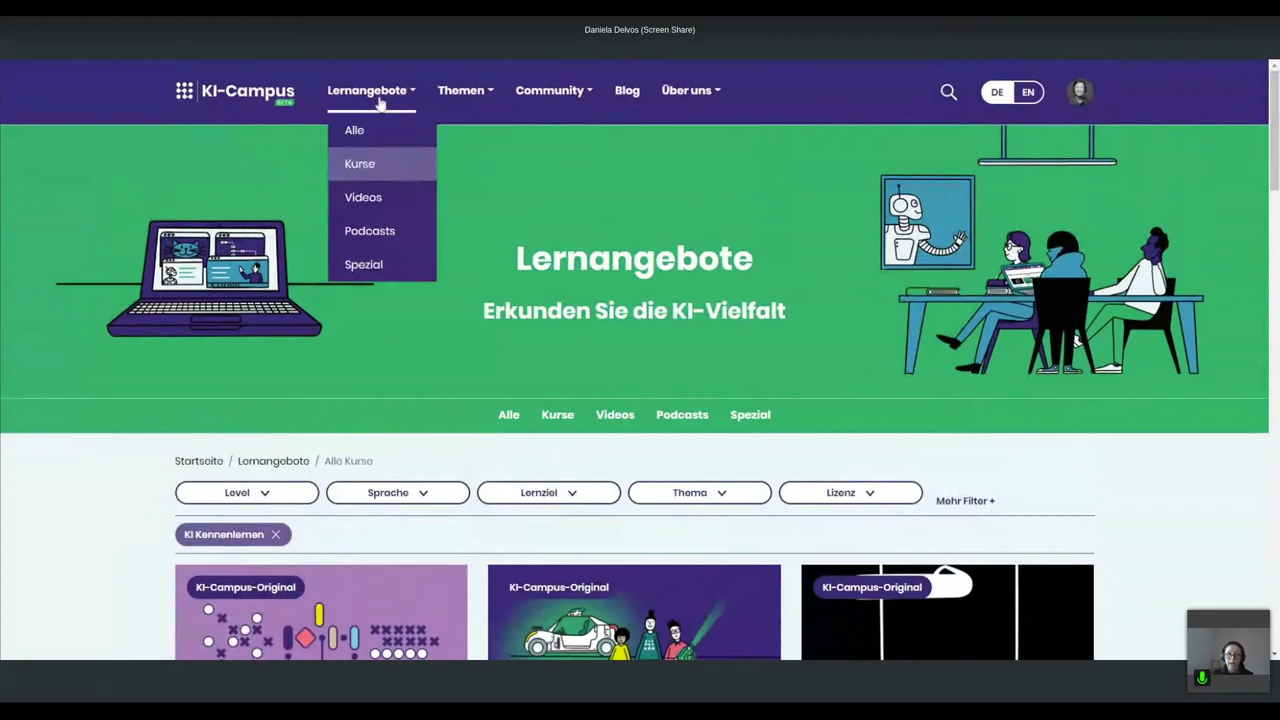 Daniela Delvos (Screen Share)
KI-Campus
BETA
Lernangebote
Themen
Community
Blog
Über uns
DE
EN
Alle
Kurse
Videos
Podcasts
Spezial
Lernangebote
Erkunden Sie die KI-Vielfalt
Alle Kurse Videos Podcasts Spezial
Startseite / Lernangebote / Alle Kurse
Level
Sprache
Lernziel
Thema
Lizenz
Mehr Filter +
KI Kennenlernen
KI-Campus-Original
KI-Campus-Original
KI-Campus-Original